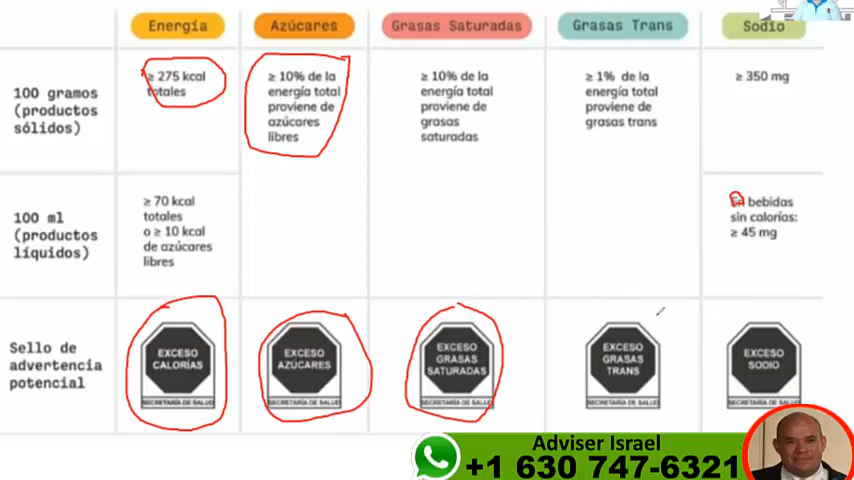 Energía
Azúcares
Grasas Saturadas
Grasas Trans
Sodio
100 gramos
(productos
sólidos)
≥ 275 kcal
totales
≥ 10% de la
energía total
proviene de
azúcares
libres
≥ 10% de la
energía total
proviene de
grasas
saturadas
≥ 1% de la
energía total
proviene de
grasas trans
≥ 350 mg
100 ml
(productos
líquidos)
≥ 70 kcal
totales
o ≥ 10 kcal
de azúcares
libres
En bebidas
sin calorías:
≥ 45 mg
Sello de
advertencia
potencial
EXCESO
CALORÍAS
SECRETARÍA DE SALUD
EXCESO
AZÚCARES
SECRETARÍA DE SALUD
EXCESO
GRASAS
SATURADAS
SECRETARÍA DE SALUD
EXCESO
GRASAS
TRANS
SECRETARÍA DE SALUD
EXCESO
SODIO
SECRETARÍA DE SALUD
Adviser Israel
+1 630 747-6321